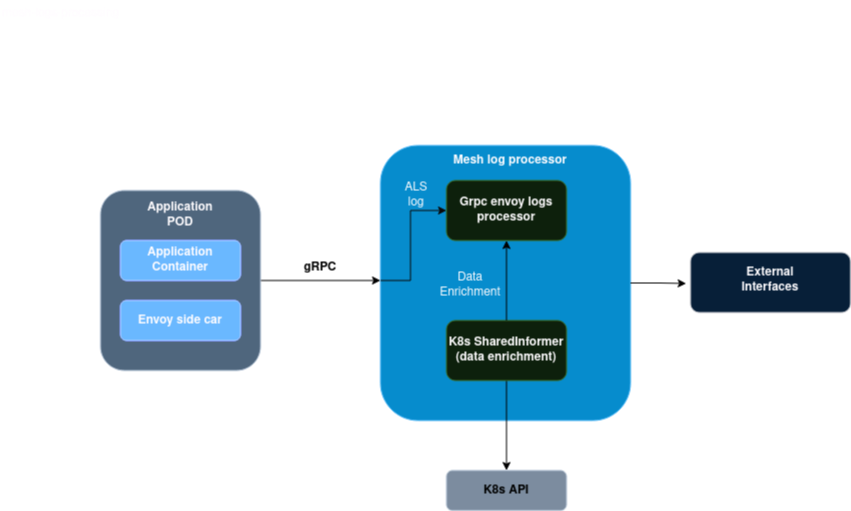 Application
POD
Application
Container
Envoy side car
gRPC
Mesh log processor
ALS
log
Grpc envoy logs
processor
Data
Enrichment
K8s SharedInformer
(data enrichment)
K8s API
External
Interfaces